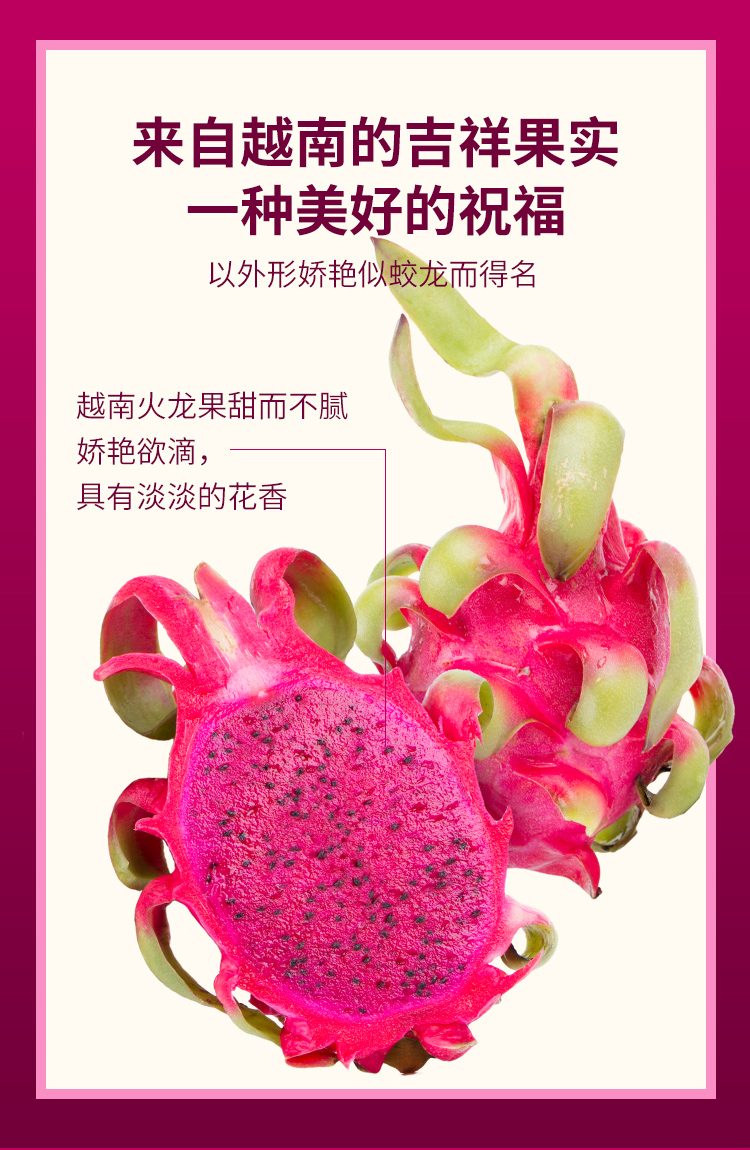 来自越南的吉祥果实
一种美好的祝福
以外形娇艳似蛟龙而得名
越南火龙果甜而不腻
娇艳欲滴，
具有淡淡的花香